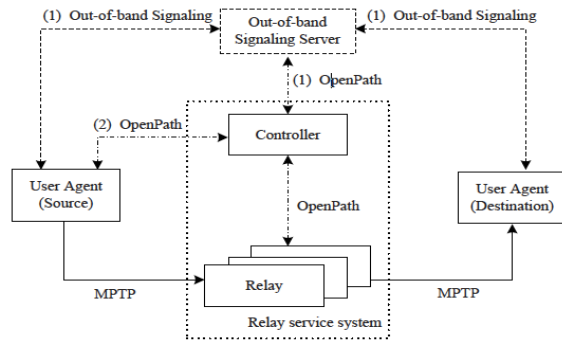 (1) Out-of-band Signaling
Out-of-band
Signaling Server
(1) Out-of-band Signaling
(1) OpenPath
(2) OpenPath
Controller
User Agent
(Source)
OpenPath
User Agent
(Destination)
MPTP
Relay
MPTP
Relay service system